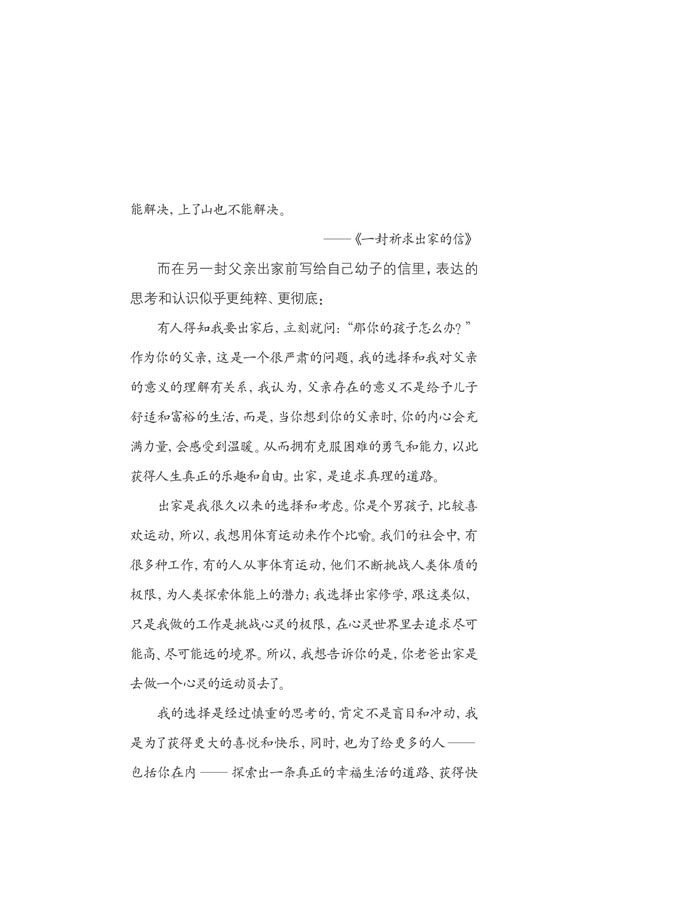 能解决，上了山也不能解决。
——《一封祈求出家的信》
而在另一封父亲出家前写给自己幼子的信里，表达的
思考和认识似乎更纯粹、更彻底：
有人得知我要出家后，立刻就问：“那你的孩子怎么办？”
作为你的父亲，这是一个很严肃的问题，我的选择和我对父亲
的意义的理解有关系，我认为，父亲存在的意义不是给予儿子
舒适和富裕的生活，而是，当你想到你的父亲时，你的内心会充
满力量，会感受到温暖。从而拥有克服困难的勇气和能力，以此
获得人生真正的乐趣和自由。出家，是追求真理的道路。
出家是我很久以来的选择和考虑。你是个男孩子，比较喜
欢运动，所以，我想用体育运动来作个比喻。我们的社会中，有
很多种工作，有的人从事体育运动，他们不断挑战人类体质的
极限，为人类探索体能上的潜力；我选择出家修学，跟这类似，
只是我做的工作是挑战心灵的极限，在心灵世界里去追求尽可
能高、尽可能远的境界。所以，我想告诉你的是，你老爸出家是
去做一个心灵的运动员去了。
我的选择是经过慎重的思考的，肯定不是盲目和冲动，我
是为了获得更大的喜悦和快乐，同时，也为了给更多的人——
包括你在内——探索出一条真正的幸福生活的道路、获得快